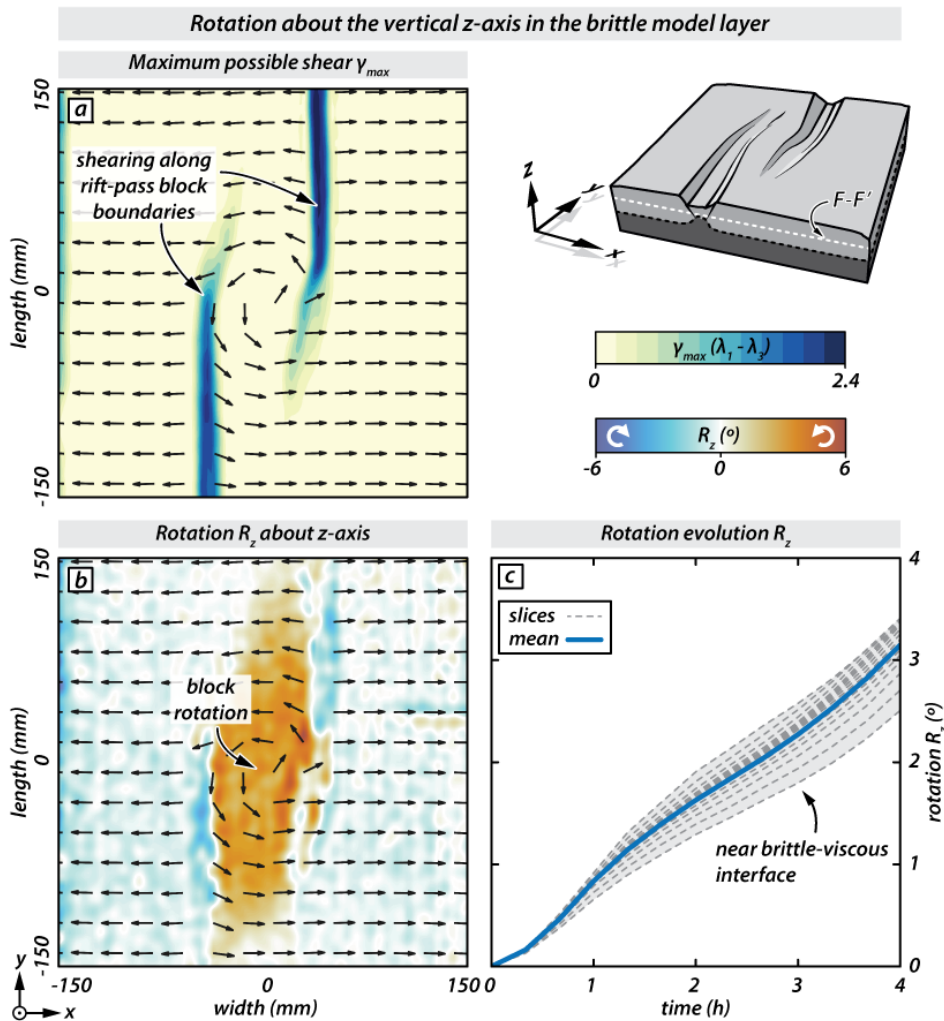 Rotation about the vertical z-axis in the brittle model layer
Maximum possible shear γmax
150
a
shearing along
rift-pass block
boundaries
length (mm)
0
-150
z
y
x
F-F'
γmax (λ1 - λ3)
0
2.4
Rz (º)
-6
0
6
Rotation Rz about z-axis
150
b
block
rotation
length (mm)
0
-150
y
x
-150
0
150
width (mm)
Rotation evolution Rz
c
slices
mean
near brittle-viscous
interface
4
3
2
1
0
rotation Rz (º)
0
1
2
3
4
time (h)